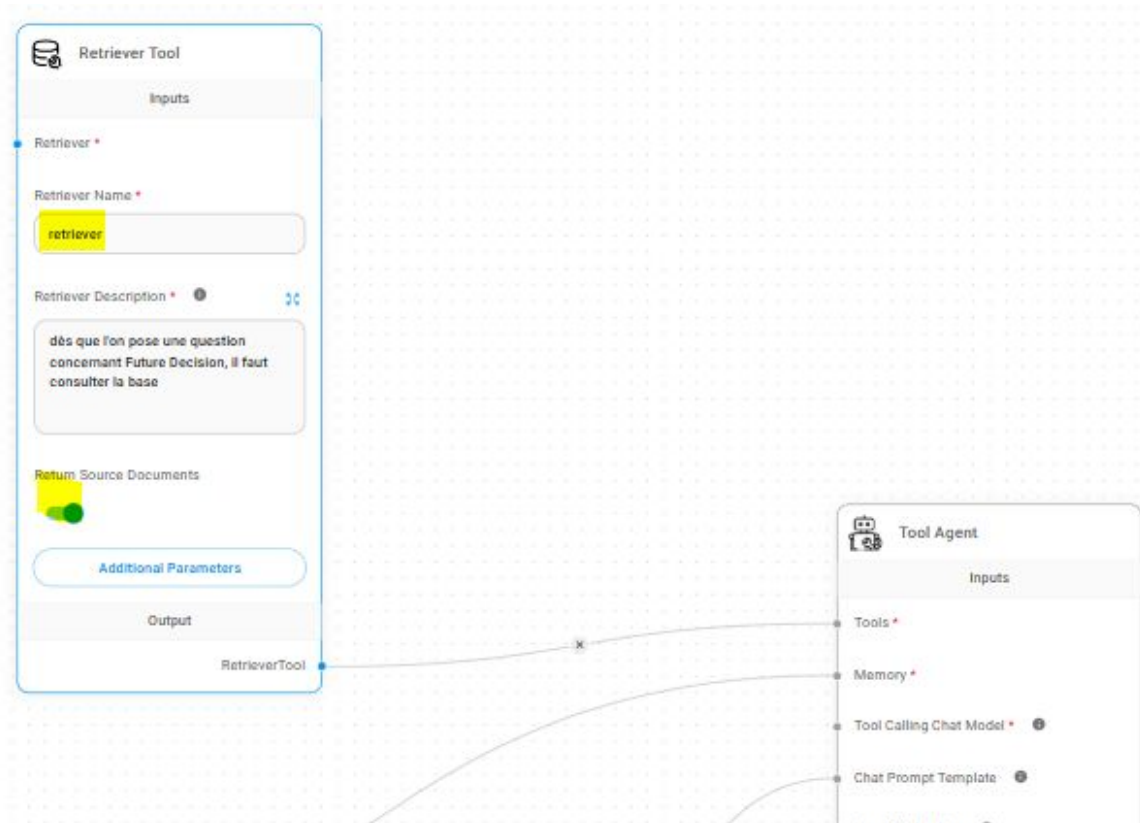 Retriever Tool
Inputs
Retriever *
Retriever Name *
retriever
Retriever Description *
dès que l'on pose une question
concernant Future Decision, il faut
consulter la base
Return Source Documents
Additional Parameters
Output
RetrieverTool
Tool Agent
Inputs
Tools *
Memory *
Tool Calling Chat Model *
Chat Prompt Template